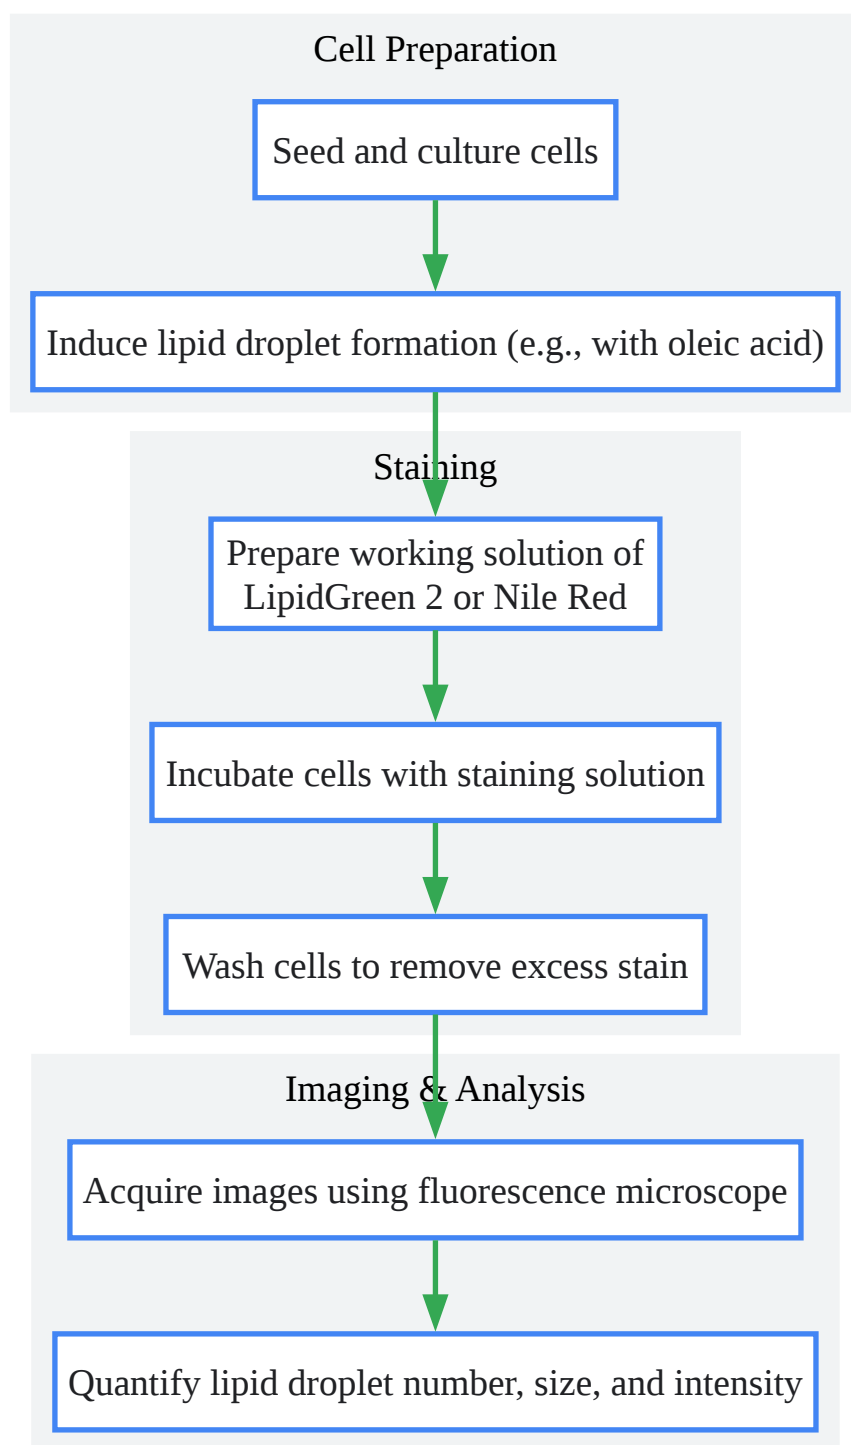 Cell Preparation
Seed and culture cells
Induce lipid droplet formation (e.g., with oleic acid)
Staining
Prepare working solution of
LipidGreen 2 or Nile Red
Incubate cells with staining solution
Wash cells to remove excess stain
Imaging & Analysis
Acquire images using fluorescence microscope
Quantify lipid droplet number, size, and intensity